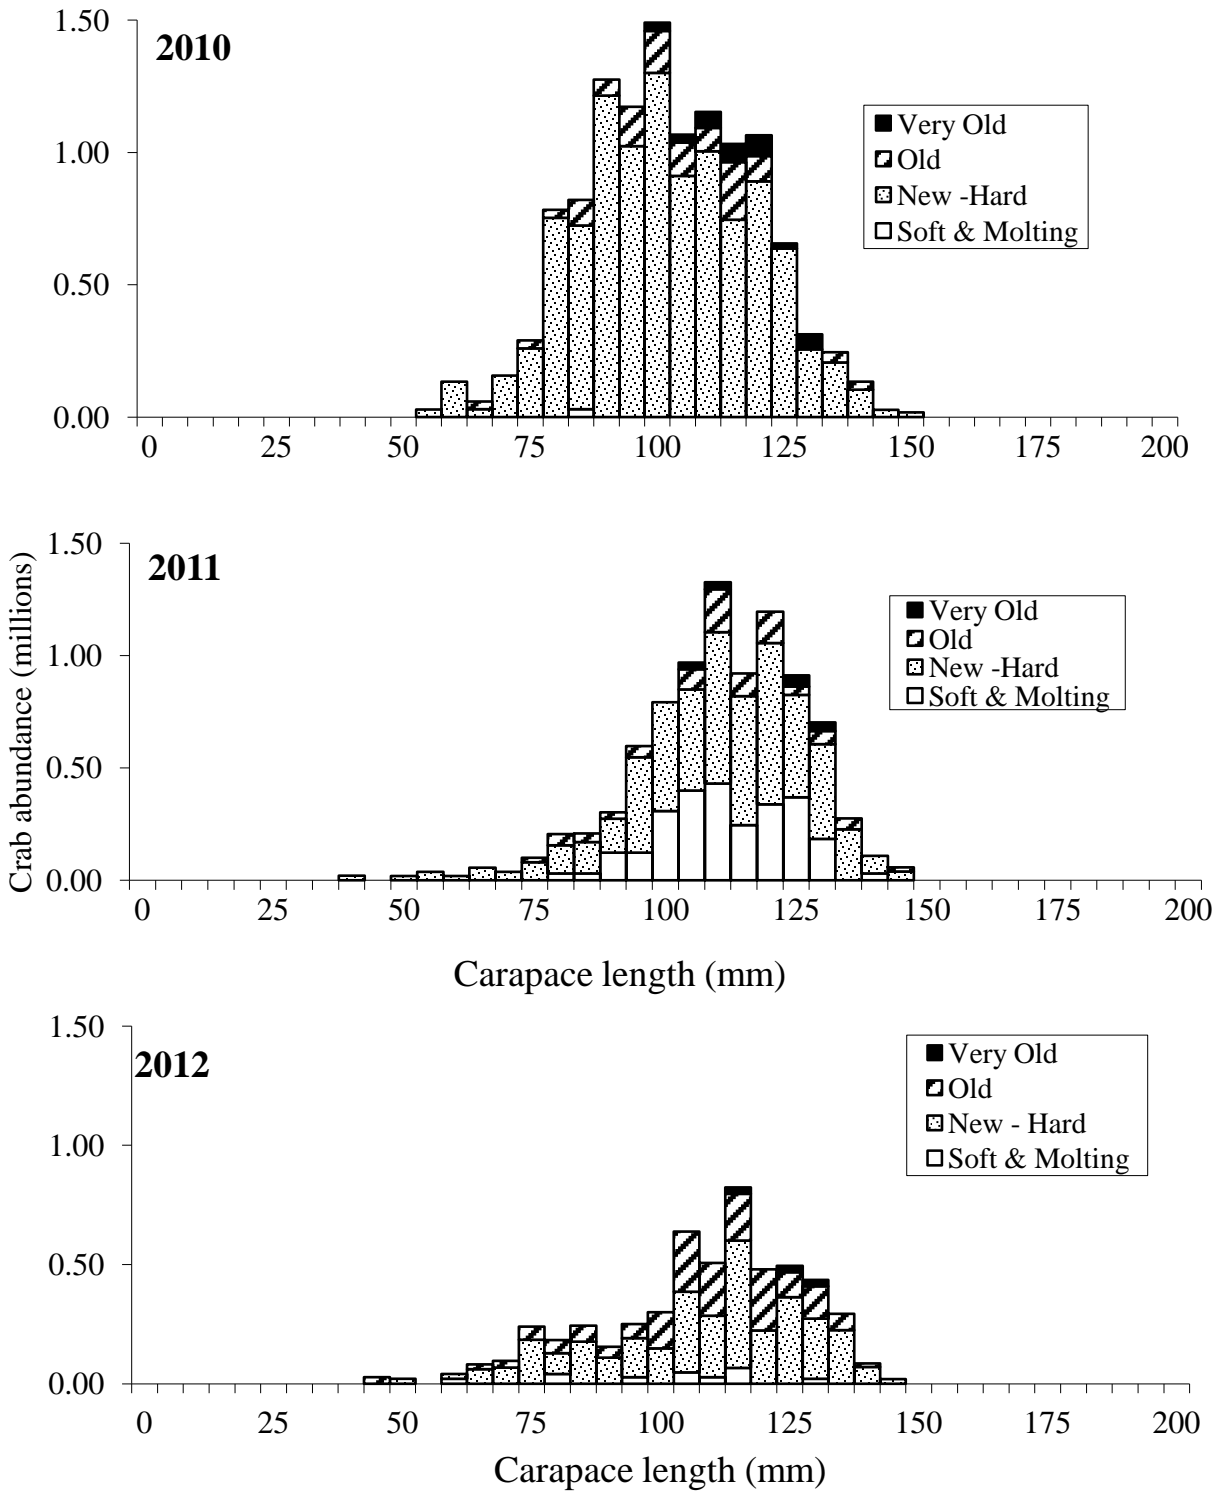 1.50
2010
Very Old
1.00
Old
New -Hard
Soft & Molting
0.50
0.00
0 25 50 75 100 125 150 175 200
1.50
2011
Very Old
Old
New -Hard
Soft & Molting
1.00
Crab abundance (millions)
0.50
0.00
0 25 50 75 100 125 150 175 200
Carapace length (mm)
1.50
2012
Very Old
Old
New - Hard
Soft & Molting
1.00
0.50
0.00
0 25 50 75 100 125 150 175 200
Carapace length (mm)